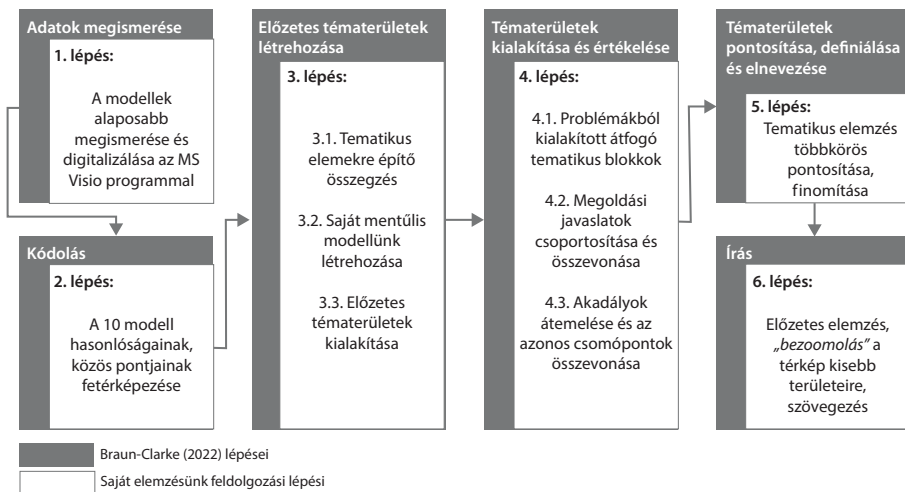 Adatok megismerése
1. lépés:
A modellek
alaposabb
megismerése és
digitalizálása az MS
Visio programmal
Kódolás
2. lépés:
A 10 modell
hasonlóságainak,
közös pontjainak
fetérképezése
Előzetes tématerületek
létrehozása
3. lépés:
3.1. Tematikus
elemekre építő
összegzés
3.2. Saját mentűlis
modellünk
létrehozása
3.3. Előzetes
tématerületek
kialakítása
Tématerületek
kialakítása és értékelése
4. lépés:
4.1. Problémákból
kialakított átfogó
tematikus blokkok
4.2. Megoldási
javaslatok
csoportosítása és
összevonása
4.3. Akadályok
átemelése és az
azonos csomópontok
összevonása
Tématerületek
pontosítása, definiálása
és elnevezése
5. lépés:
Tematikus elemzés
többkörös
pontosítása,
finomítása
Írás
6. lépés:
Előzetes elemzés,
„bezoomolás” a
térkép kisebb
területeire,
szövegezés
Braun-Clarke (2022) lépései
Saját elemzésünk feldolgozási lépési